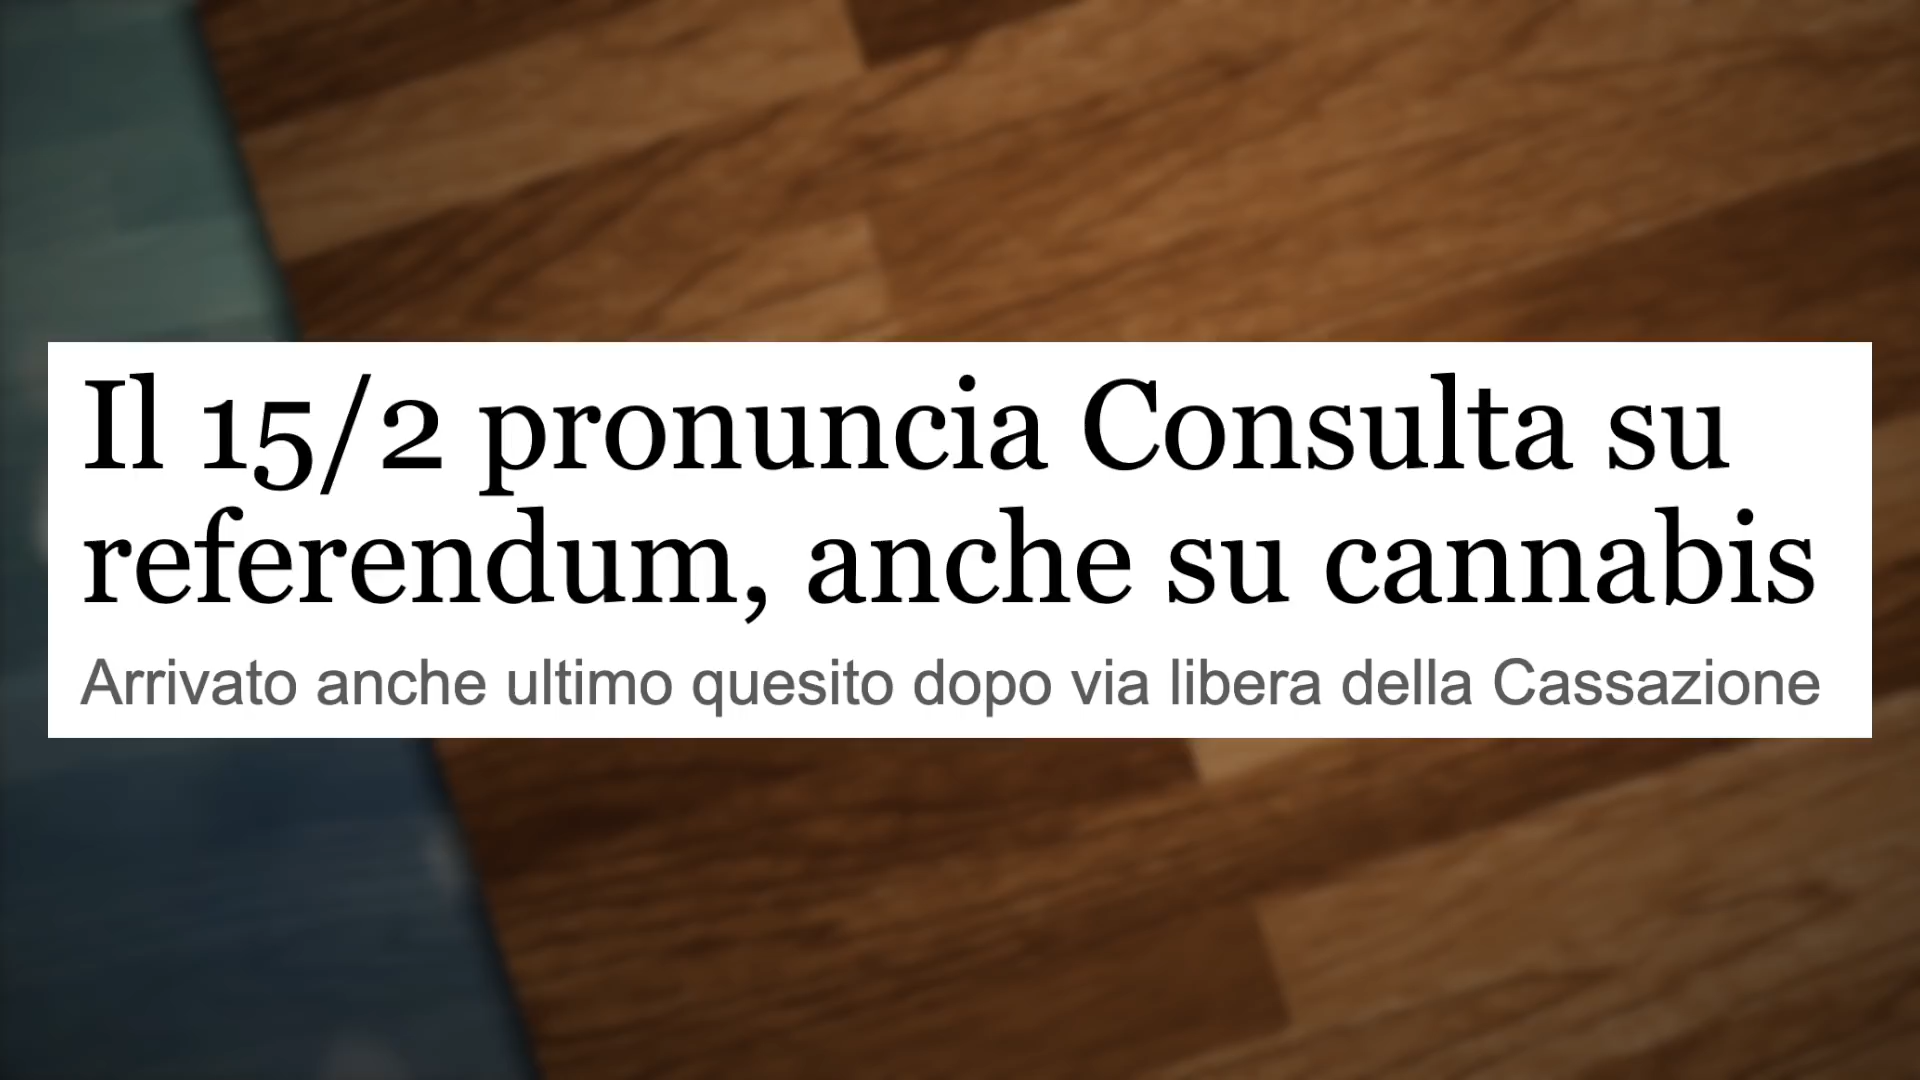 Il 15/2 pronuncia Consulta su
referendum, anche su cannabis
Arrivato anche ultimo quesito dopo via libera della Cassazione